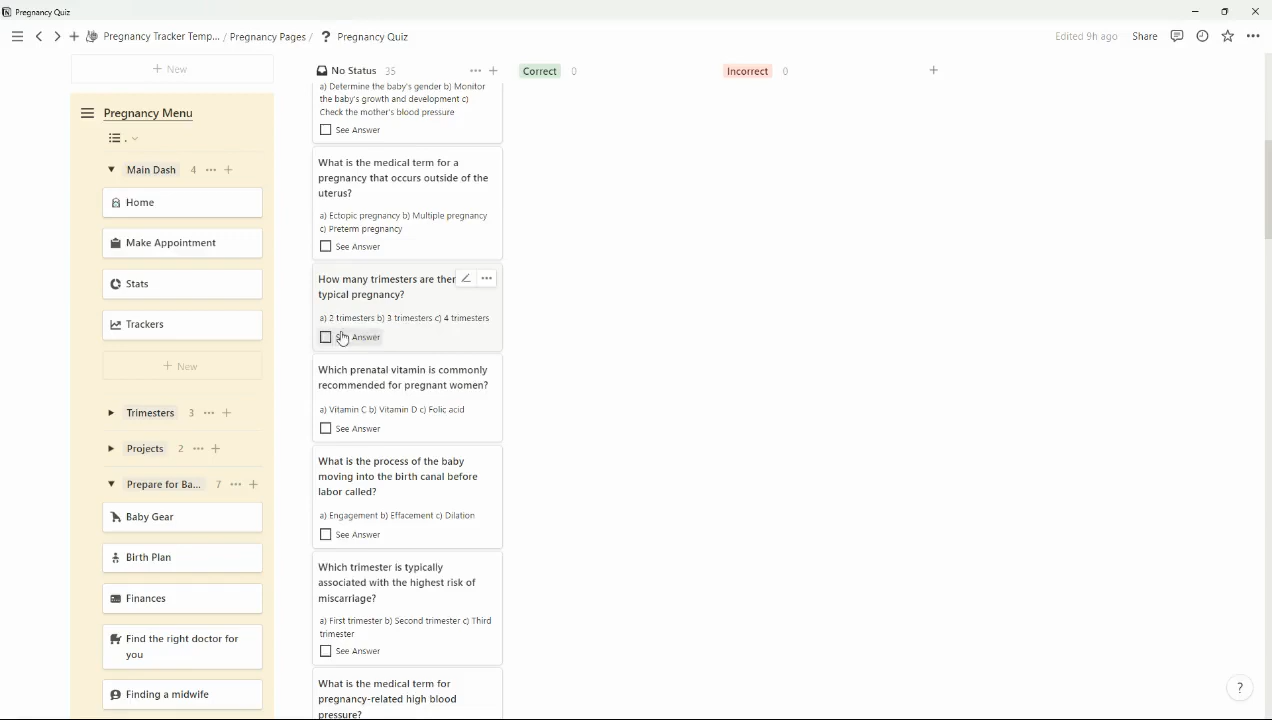 Pregnancy Quiz
Pregnancy Tracker Temp... / Pregnancy Pages / ? Pregnancy Quiz
Edited 9h ago Share
+ New
Pregnancy Menu
.
Main Dash 4
Home
Make Appointment
Stats
Trackers
+ New
Trimesters 3
Projects 2
Prepare for Ba... 7
Baby Gear
Birth Plan
Finances
Find the right doctor for
you
Finding a midwife
No Status 35
Correct 0
Incorrect 0
a) Determine the baby's gender b) Monitor
the baby's growth and development c)
Check the mother's blood pressure
See Answer
What is the medical term for a
pregnancy that occurs outside of the
uterus?
a) Ectopic pregnancy b) Multiple pregnancy
c) Preterm pregnancy
See Answer
How many trimesters are ther
typical pregnancy?
a) 2 trimesters b) 3 trimesters c) 4 trimesters
Answer
Which prenatal vitamin is commonly
recommended for pregnant women?
a) Vitamin C b) Vitamin D c) Folic acid
See Answer
What is the process of the baby
moving into the birth canal before
labor called?
a) Engagement b) Effacement c) Dilation
See Answer
Which trimester is typically
associated with the highest risk of
miscarriage?
a) First trimester b) Second trimester c) Third
trimester
See Answer
What is the medical term for
pregnancy-related high blood
pressure?
?